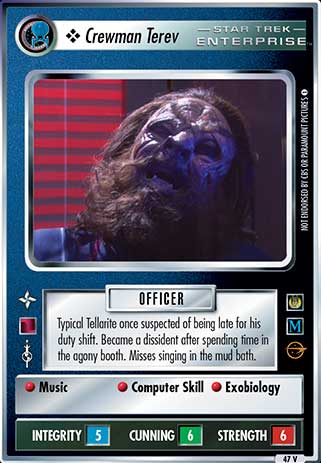 ❖ Crewman Terev
STAR TREK
ENTERPRISE™
NOT ENDORSED BY CBS OR PARAMOUNT PICTURES
OFFICER
Typical Tellarite once suspected of being late for his
duty shift. Became a dissident after spending time
in the agony booth. Misses singing in the mud bath.
M
Music Computer Skill Exobiology
INTEGRITY 5 CUNNING 6 STRENGTH 6
47 V